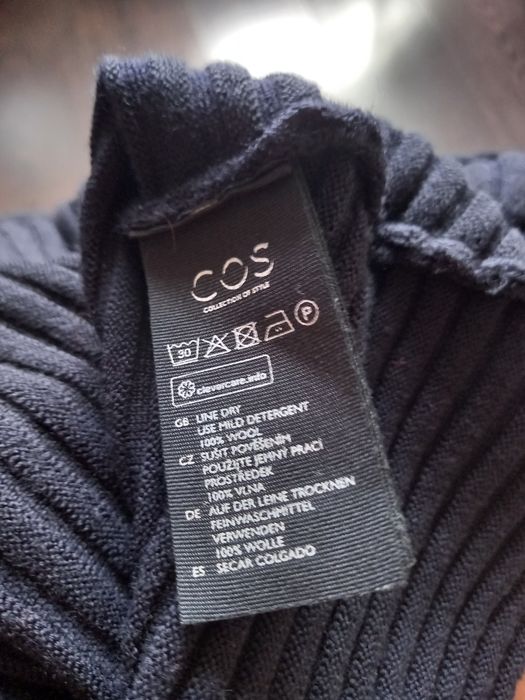 COS
COLLECTION OF STYLE
30 P
clevercare.info
GB LINE DRY
USE MILD DETERGENT
100% WOOL
CZ SUŠIT POVĚŠENÍM
POUŽIJTE JEMNÝ PRACÍ
PROSTŘEDEK
100% VLNA
DE AUF DER LEINE TROCKNEN
FEINWASCHMITTEL
VERWENDEN
100% WOLLE
ES SECAR COLGADO